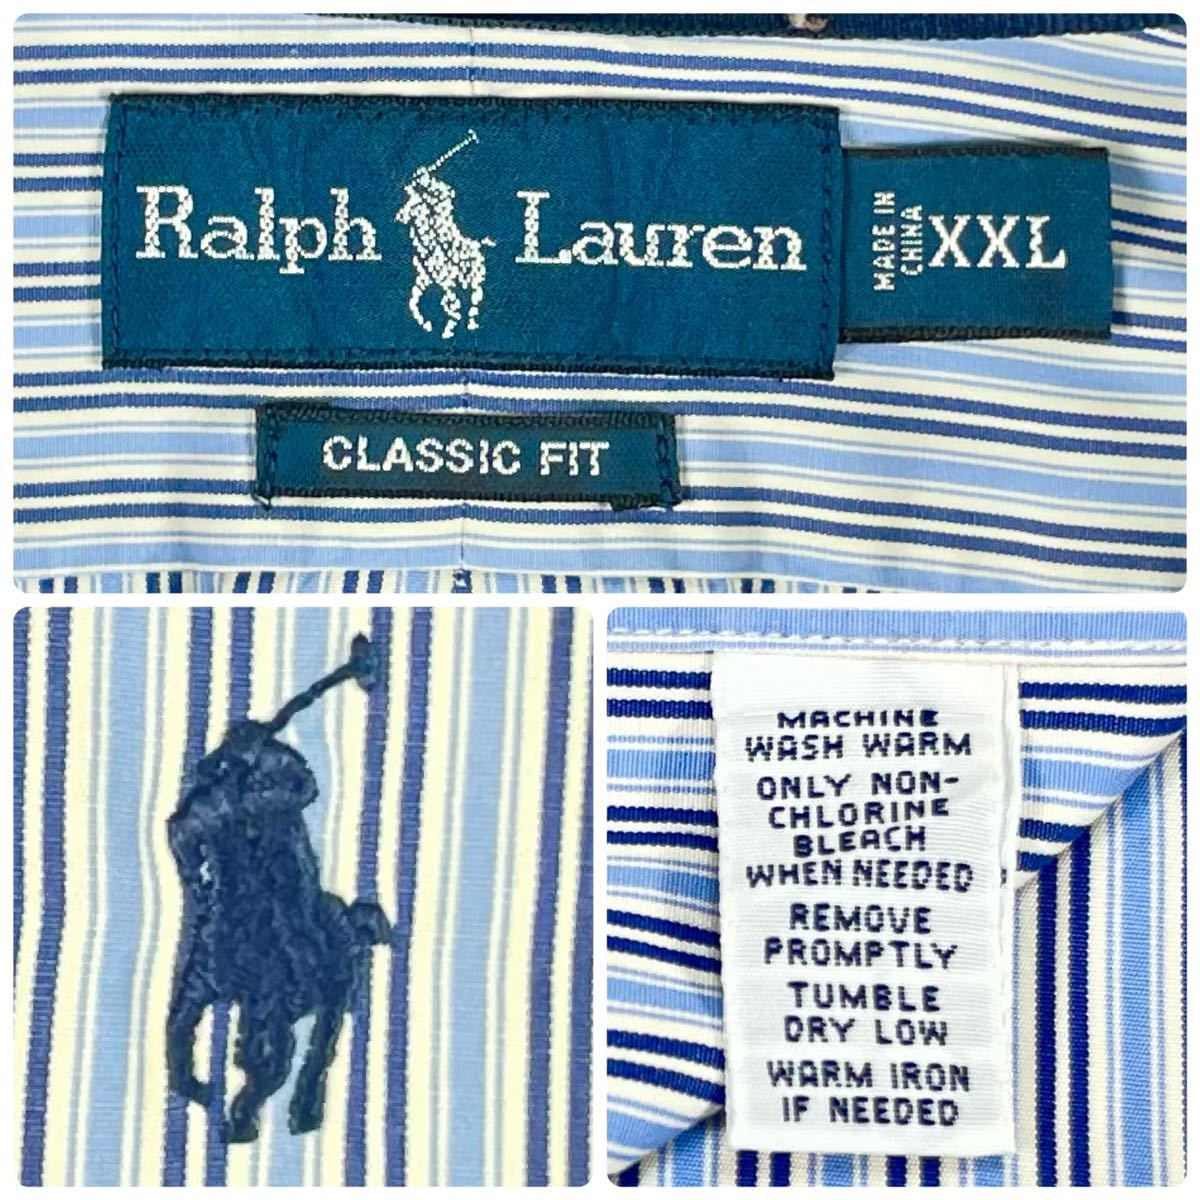 Ralph Lauren
MADE IN
CHINA
XXL
CLASSIC FIT
MACHINE
WASH WARM
ONLY NON-
CHLORINE
BLEACH
WHEN NEEDED
REMOVE
PROMPTLY
TUMBLE
DRY LOW
WARM IRON
IF NEEDED